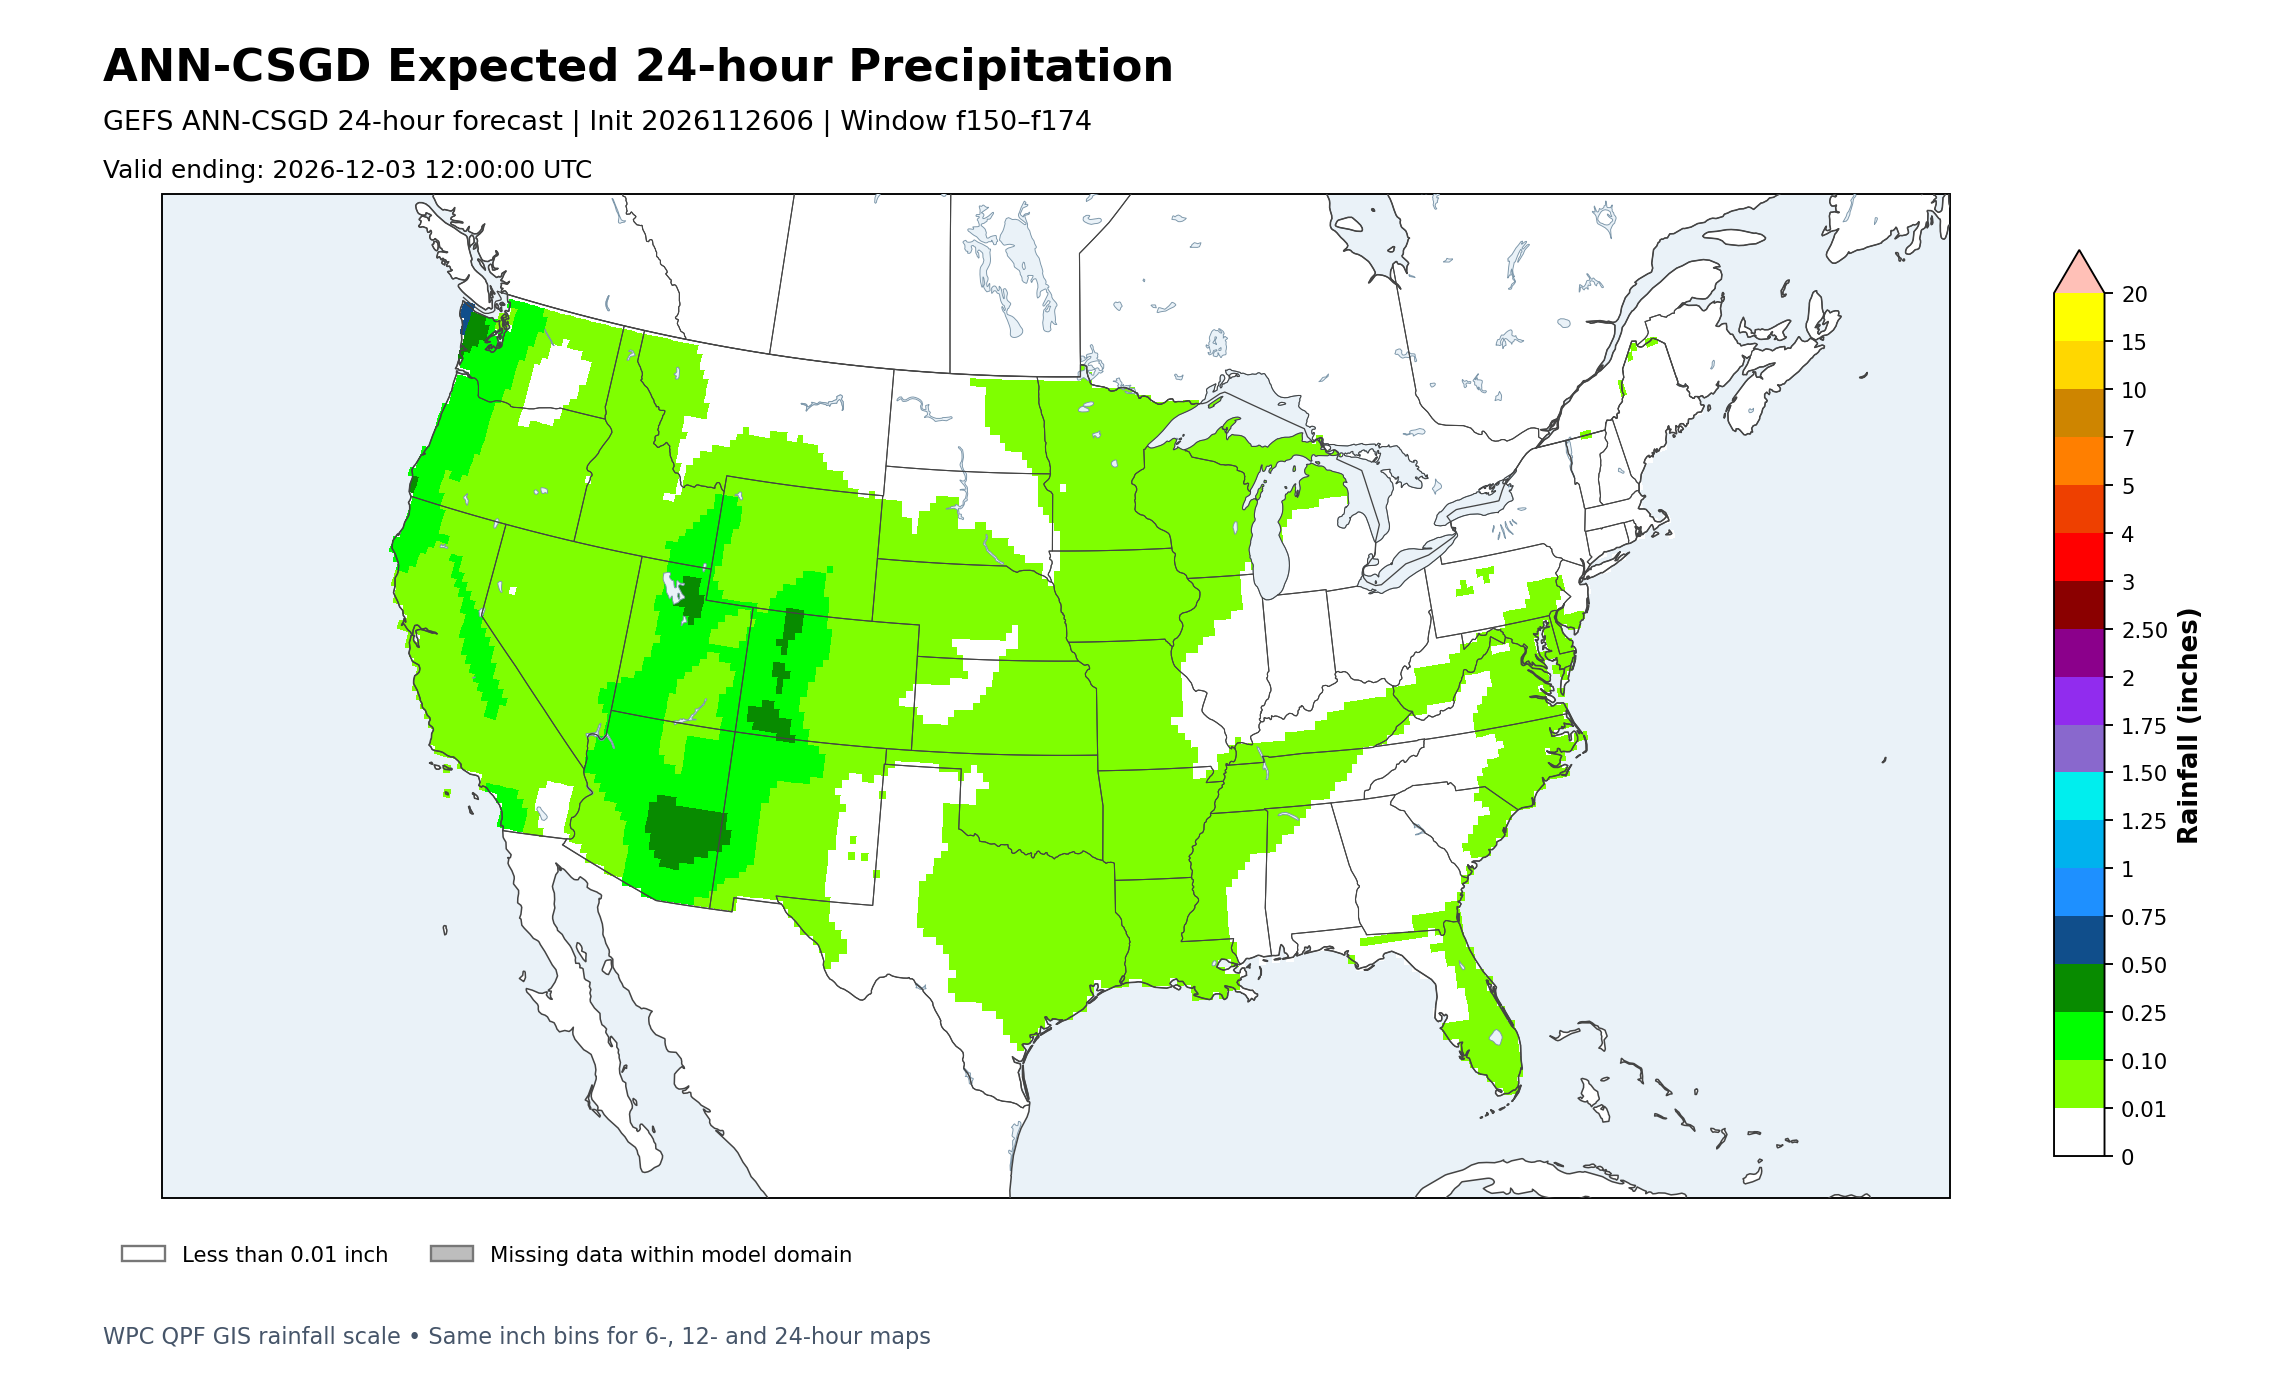 ANN-CSGD Expected 24-hour Precipitation
GEFS ANN-CSGD 24-hour forecast | Init 2026112606 | Window f150–f174
Valid ending: 2026-12-03 12:00:00 UTC
20
15
10
7
5
4
3
2.50
2
1.75
1.50
1.25
1
0.75
0.50
0.25
0.10
0.01
0
Rainfall (inches)
Less than 0.01 inch
Missing data within model domain
WPC QPF GIS rainfall scale • Same inch bins for 6-, 12- and 24-hour maps